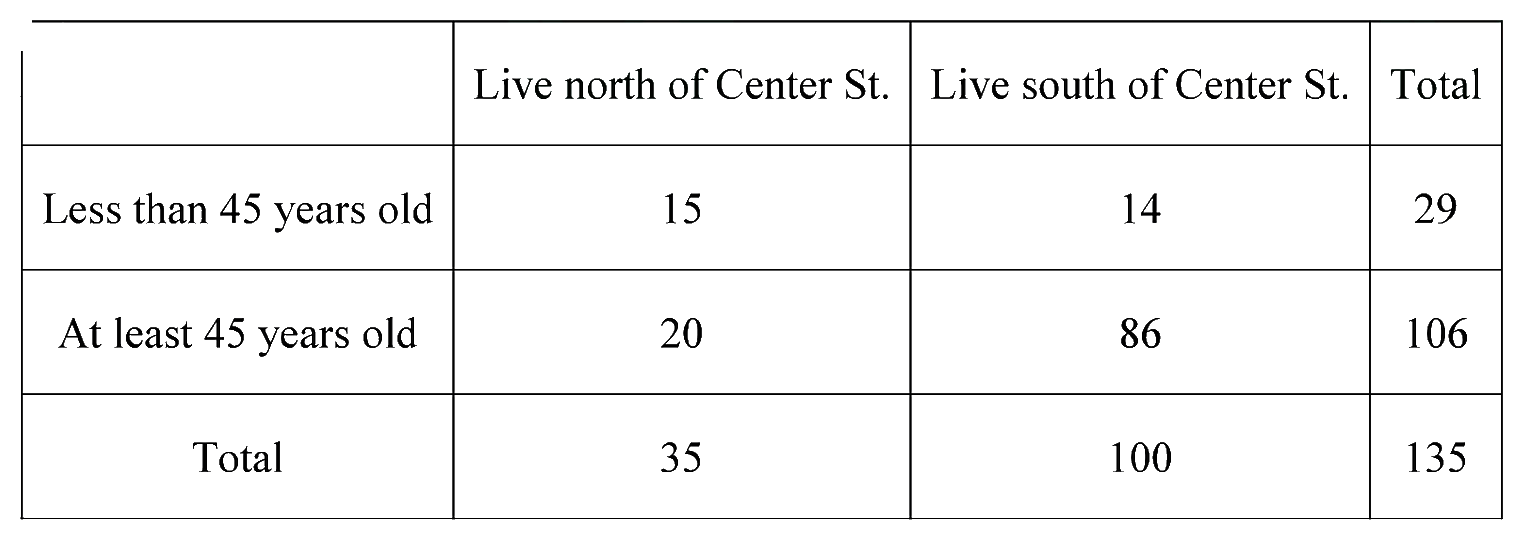 Live north of Center St. Live south of Center St. Total
Less than 45 years old 15 14 29
At least 45 years old 20 86 106
Total 35 100 135